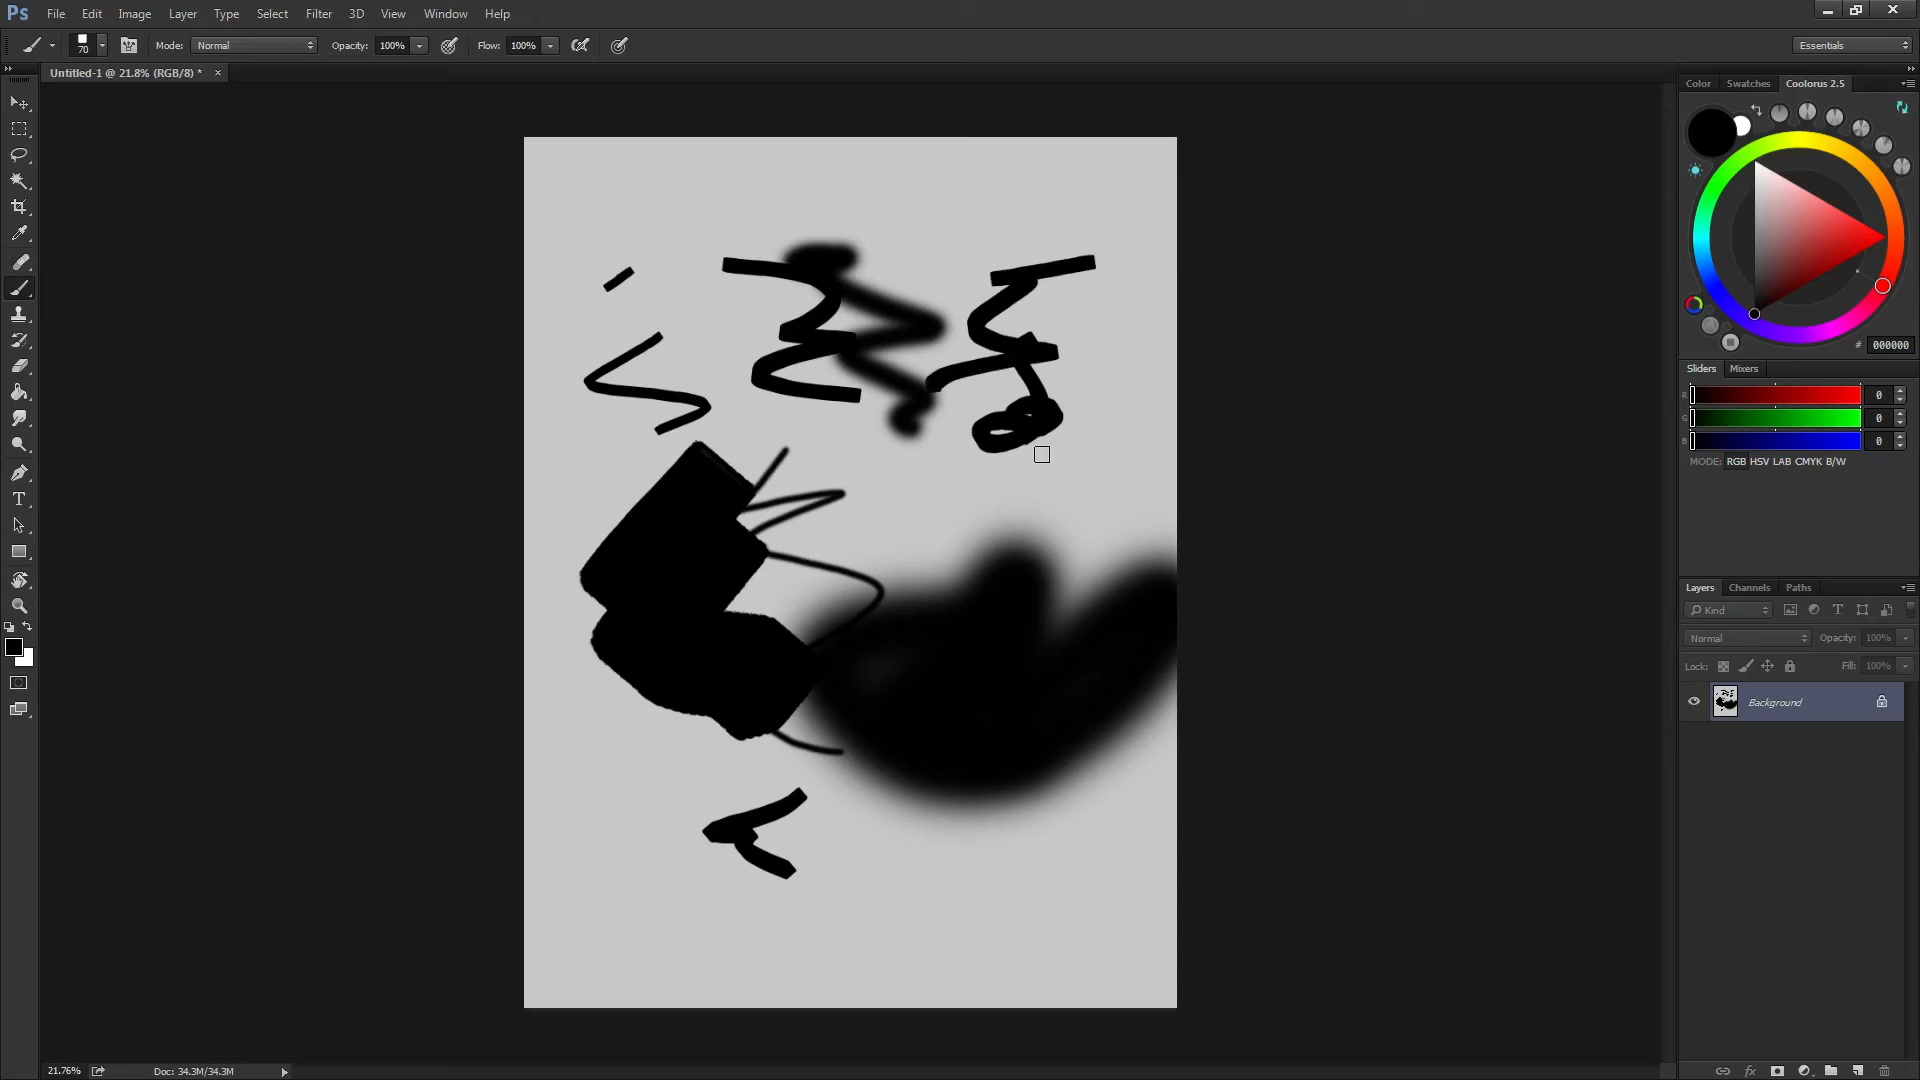 Ps File Edit Image Layer Type Select Filter 3D View Window Help
70 Mode: Normal Opacity: 100% Flow: 100% Essentials
Untitled-1 @ 21.8% (RGB/8) * ×
Color Swatches Coolorus 2.5
# 000000
Sliders Mixers
R 0
G 0
B 0
MODE: RGB HSV LAB CMYK B/W
T
Layers Channels Paths
Kind T
Normal Opacity: 100%
Lock: Fill: 100%
Background
21.76% Doc: 34.3M/34.3M
fx